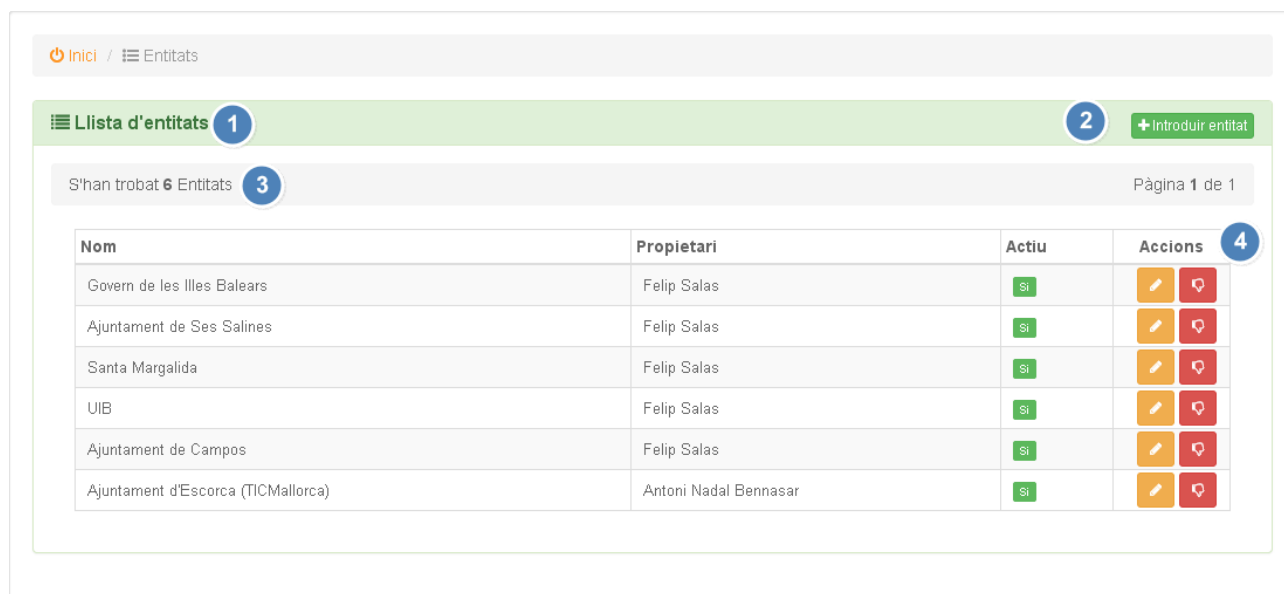 Inici / Entitats
Llista d'entitats 1 2 Introduir entitat
S'han trobat 6 Entitats 3 Pàgina 1 de 1
Nom Propietari Actiu Accions 4
Govern de les Illes Balears Felip Salas Si
Ajuntament de Ses Salines Felip Salas Si
Santa Margalida Felip Salas Si
UIB Felip Salas Si
Ajuntament de Campos Felip Salas Si
Ajuntament d'Escorca (TICMallorca) Antoni Nadal Bennasar Si